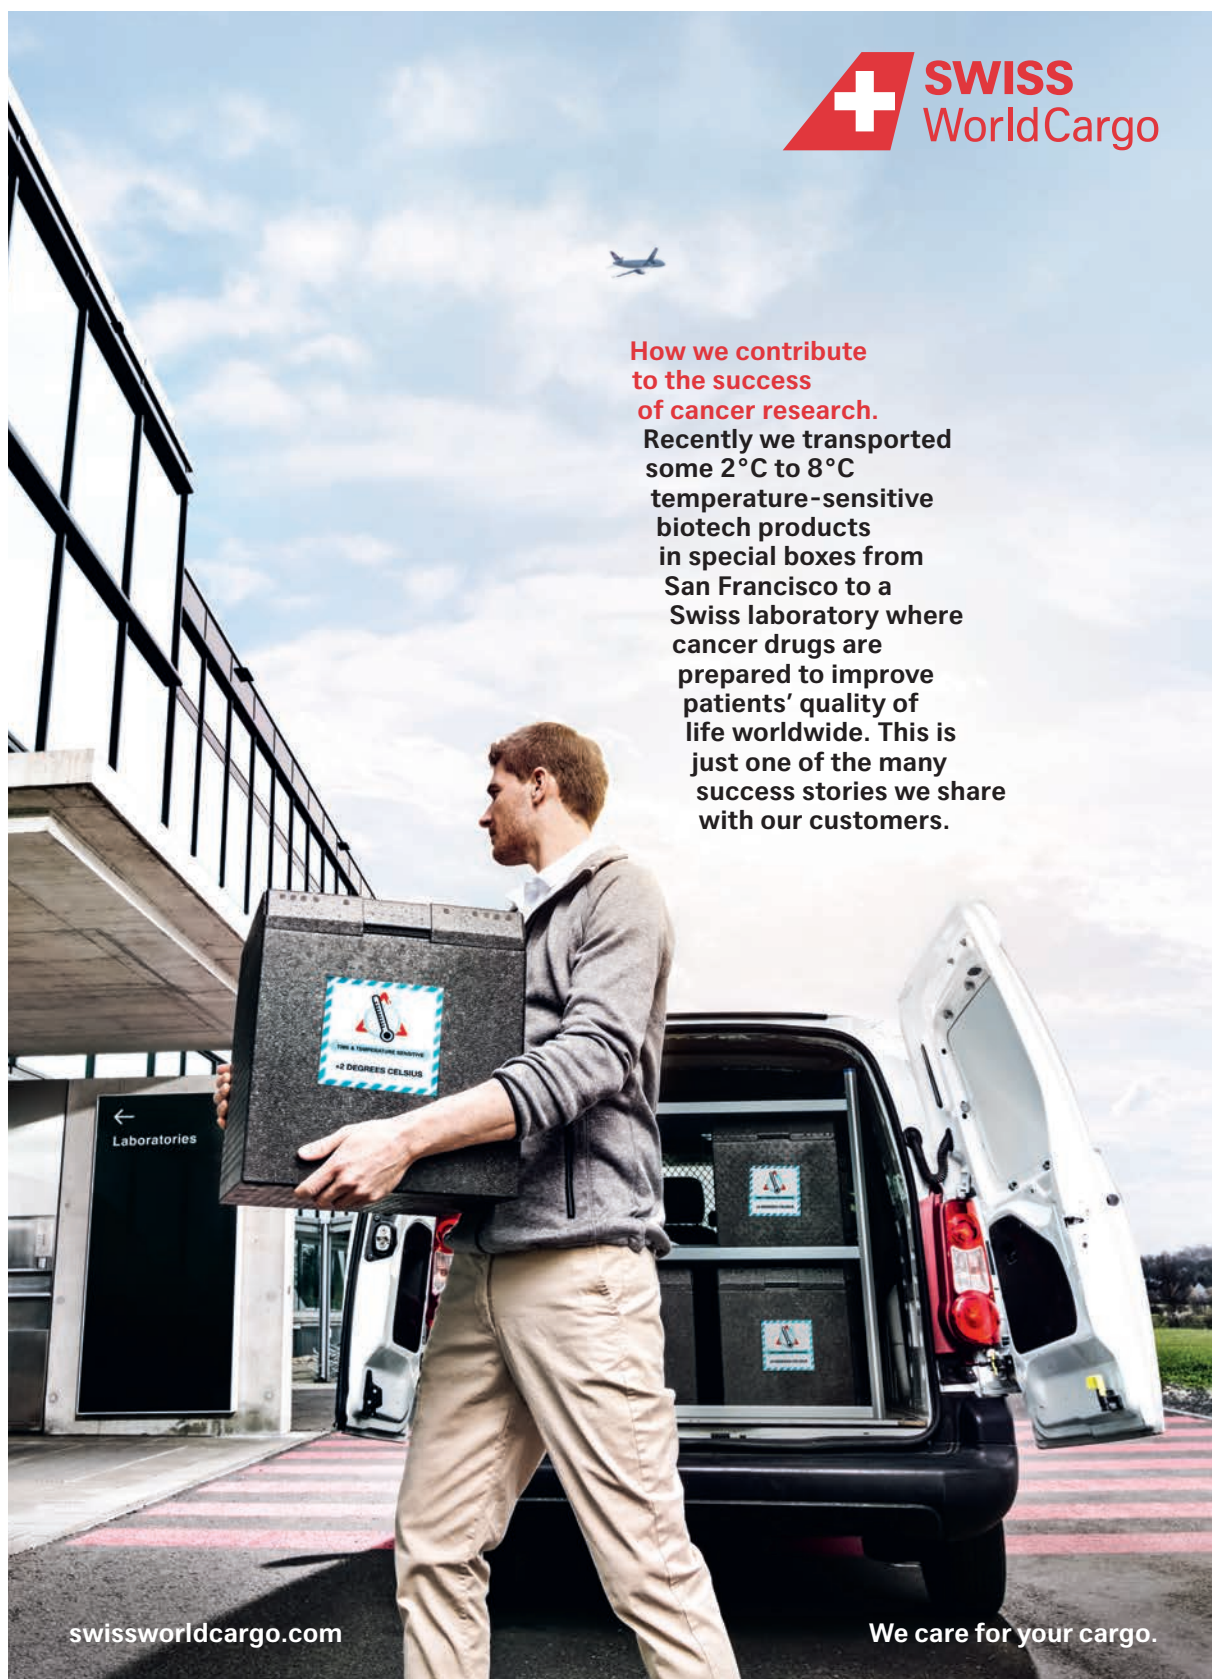 SWISS
WorldCargo
How we contribute
to the success
of cancer research.
Recently we transported
some 2°C to 8°C
temperature-sensitive
biotech products
in special boxes from
San Francisco to a
Swiss laboratory where
cancer drugs are
prepared to improve
patients’ quality of
life worldwide. This is
just one of the many
success stories we share
with our customers.
TIME & TEMPERATURE SENSITIVE
+2 DEGREES CELSIUS
←
Laboratories
swissworldcargo.com
We care for your cargo.